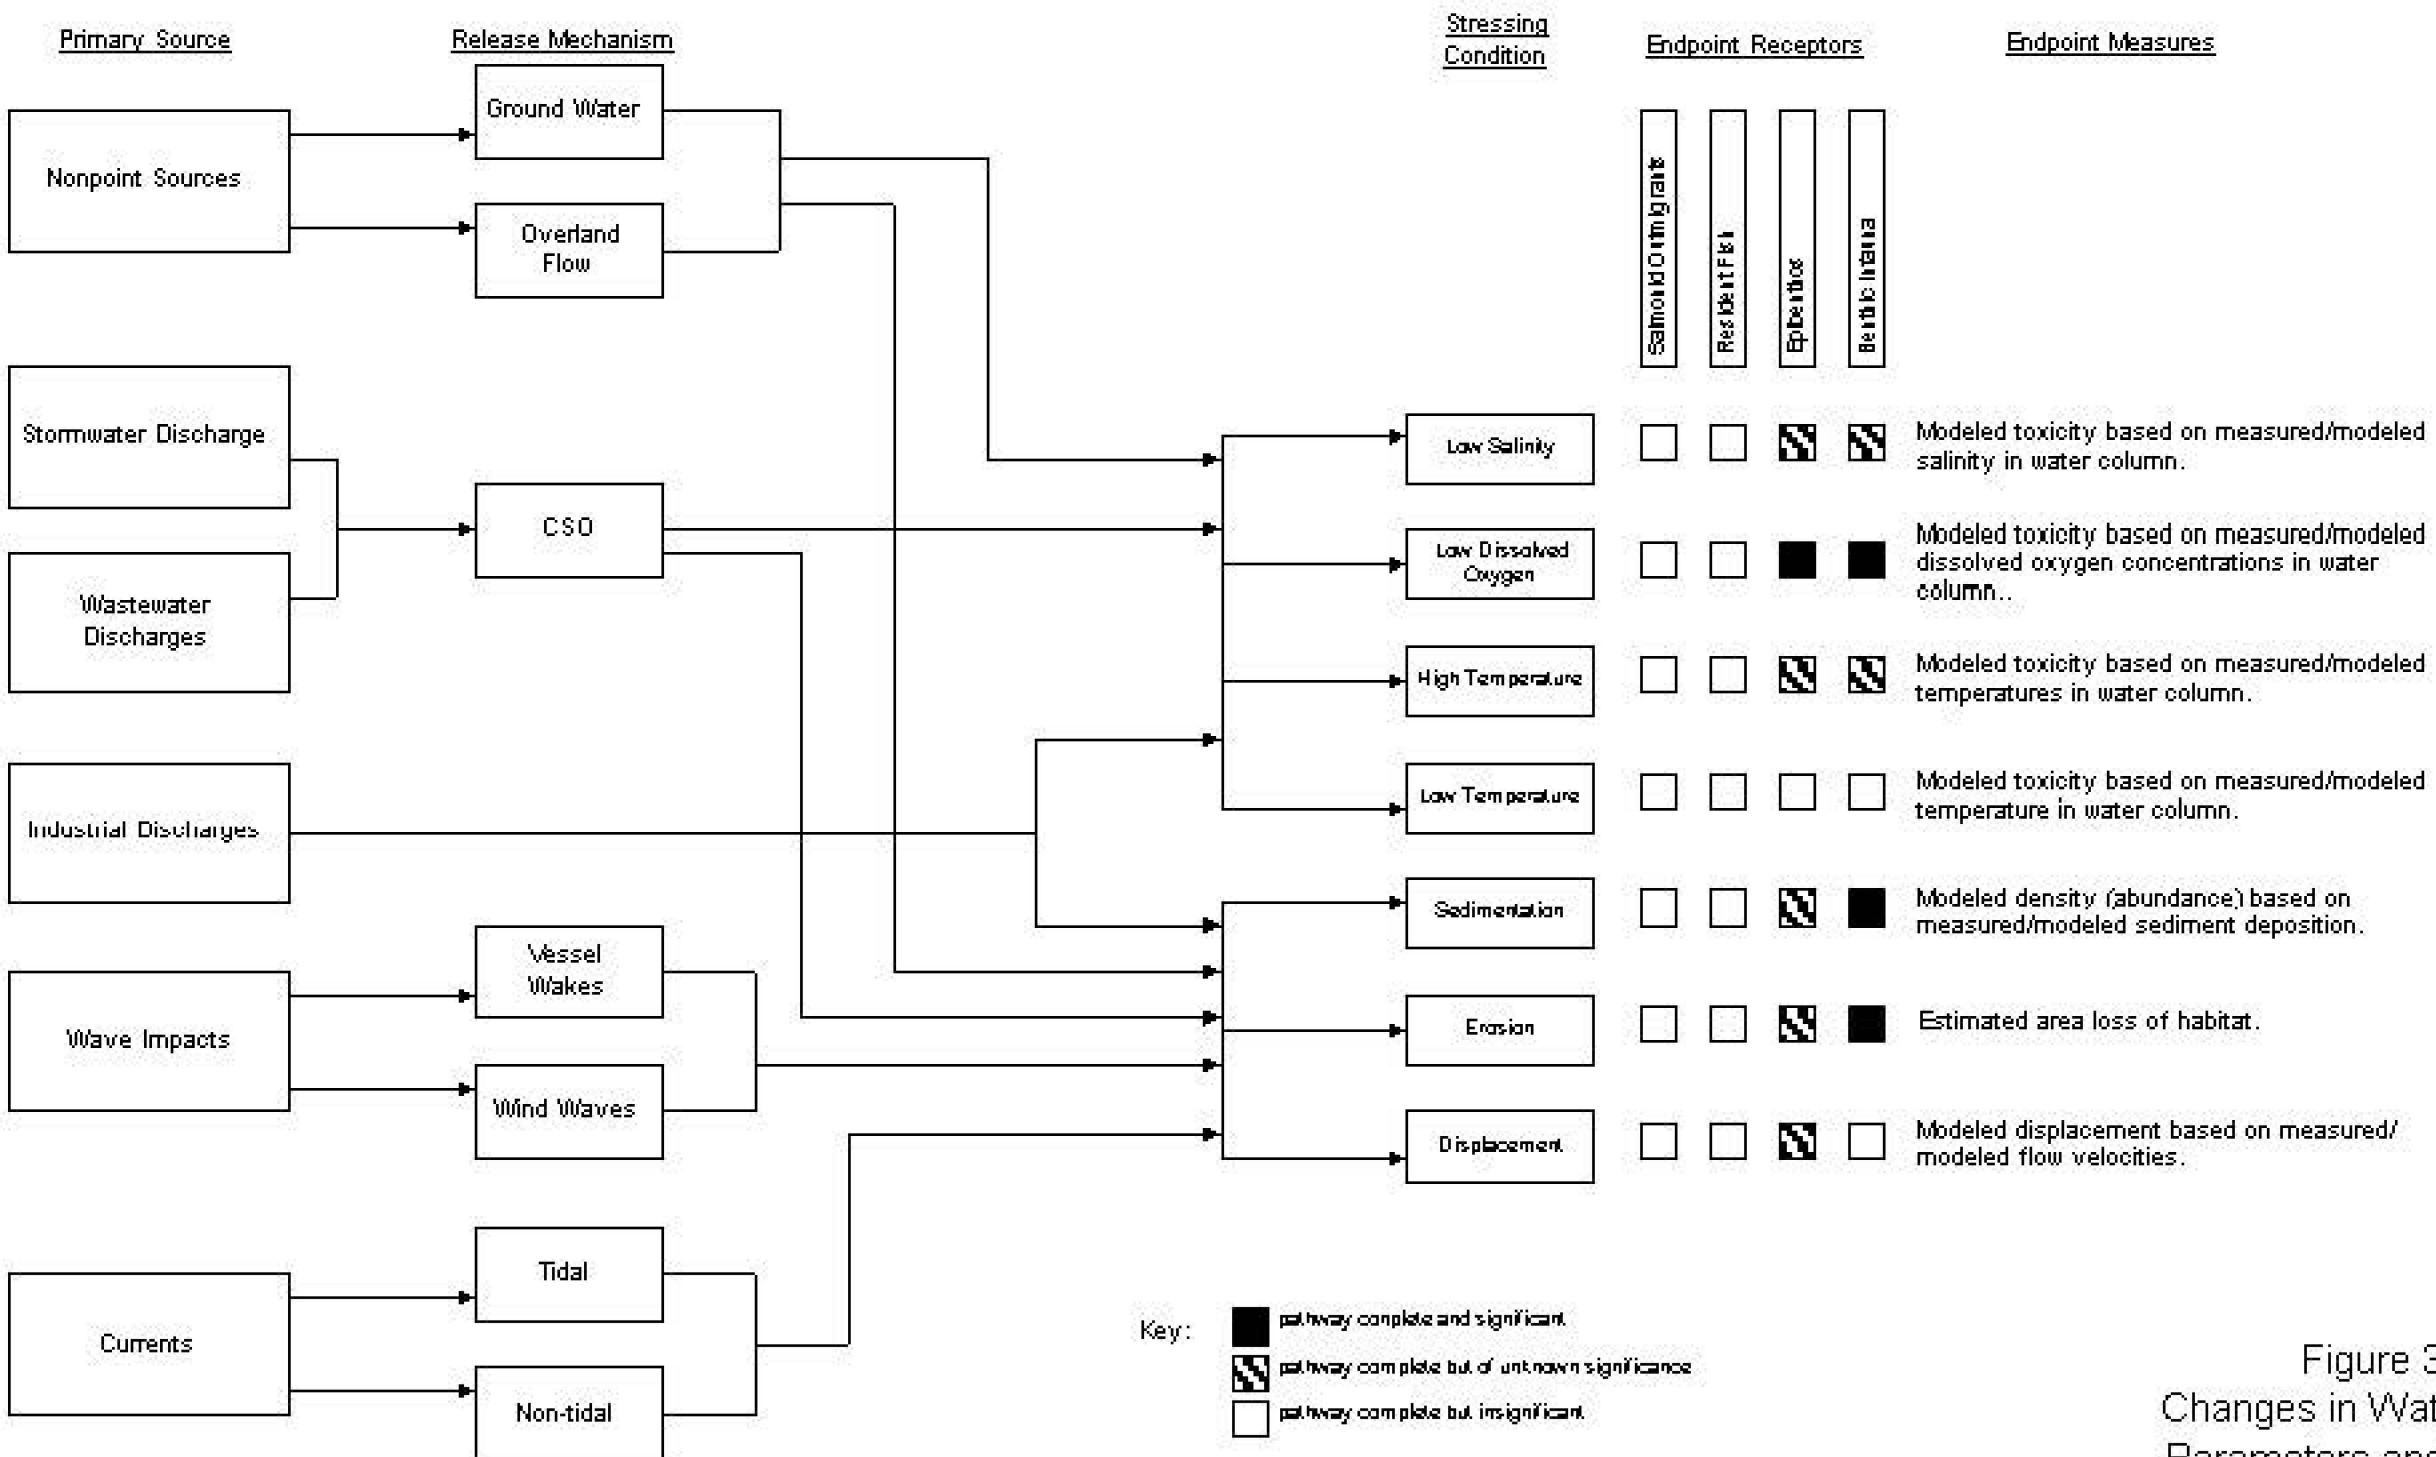 Primary Source
Release Mechanism
Stressing
Condition
Endpoint Receptors
Endpoint Measures
Nonpoint Sources
Ground Water
Overland
Flow
Salmonid Outmigrants
Resident Fish
Epibenthos
Benthic Infauna
Stormwater Discharge
Wastewater
Discharges
CSO
Industrial Discharges
Wave Impacts
Vessel
Wakes
Wind Waves
Currents
Tidal
Non-tidal
Low Salinity
Modeled toxicity based on measured/modeled
salinity in water column.
Low Dissolved
Oxygen
Modeled toxicity based on measured/modeled
dissolved oxygen concentrations in water
column..
High Temperature
Modeled toxicity based on measured/modeled
temperatures in water column.
Low Temperature
Modeled toxicity based on measured/modeled
temperature in water column.
Sedimentation
Modeled density (abundance) based on
measured/modeled sediment deposition.
Erosion
Estimated area loss of habitat.
Displacement
Modeled displacement based on measured/
modeled flow velocities.
Key:
pathway conplete and significant
pathway complete but of unknown significance
pathway complete but insignificant
Figure 3
Changes in Wat
Parameters and